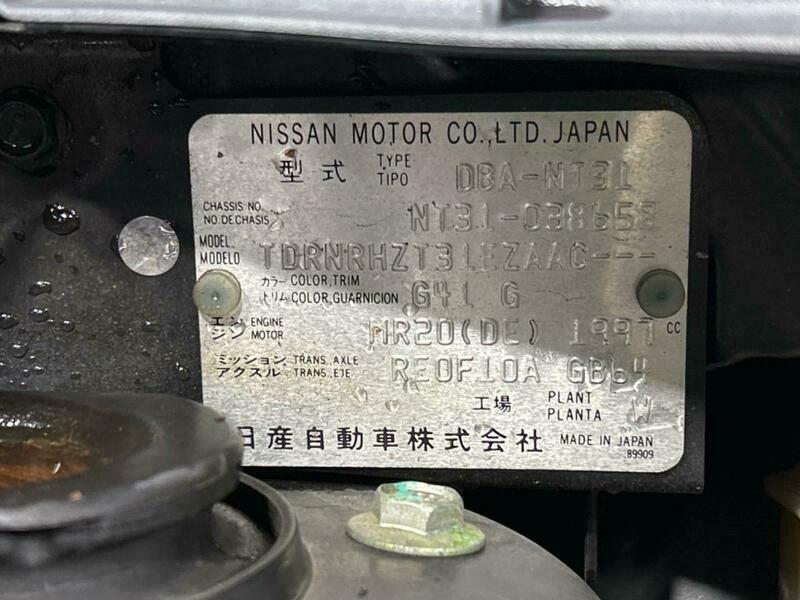 NISSAN MOTOR CO.,LTD. JAPAN
型式 TYPE TIPO DBA-NT31
CHASSIS NO. NO. DE CHASIS NT31-038658
MODEL MODELO TDRNRHZT31EZAAC---
カラー COLOR,TRIM トリム COLOR,GUARNICION G41 G
エンジン ENGINE MOTOR MR20(DE) 1997 CC
ミッション TRANS. AXLE アクスル TRANS. EJE RE0F10A GB64
工場 PLANT PLANTA W
日産自動車株式会社 MADE IN JAPAN
89909